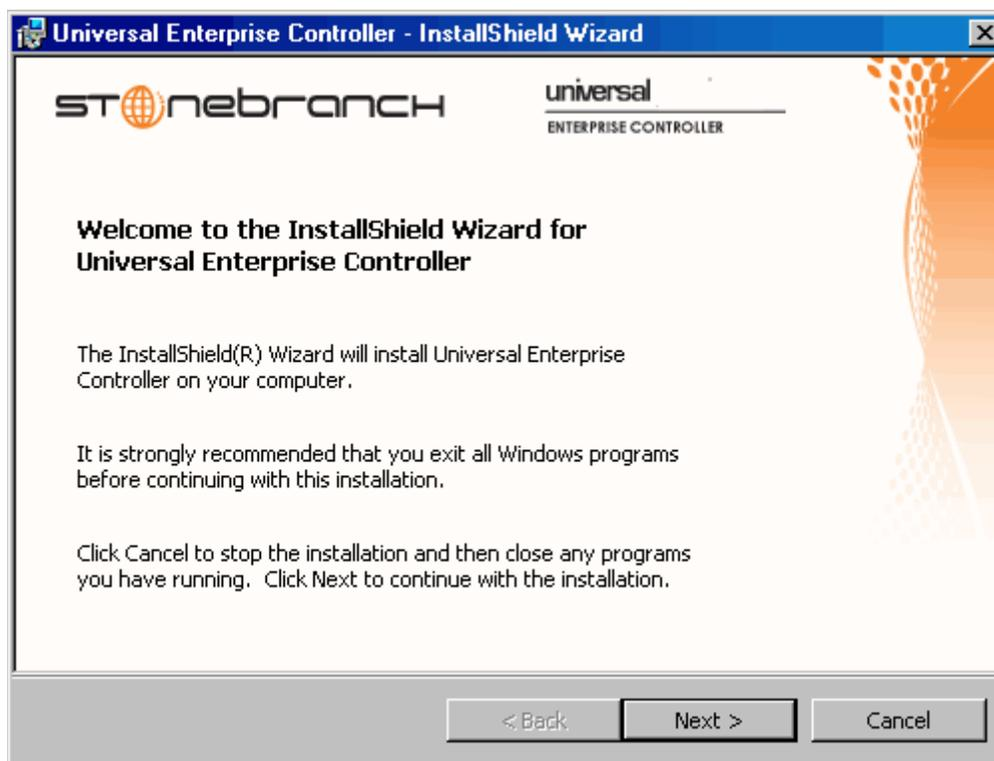 Universal Enterprise Controller - InstallShield Wizard
stonebranch
universal
ENTERPRISE CONTROLLER
Welcome to the InstallShield Wizard for
Universal Enterprise Controller
The InstallShield(R) Wizard will install Universal Enterprise
Controller on your computer.
It is strongly recommended that you exit all Windows programs
before continuing with this installation.
Click Cancel to stop the installation and then close any programs
you have running.  Click Next to continue with the installation.
< Back
Next >
Cancel